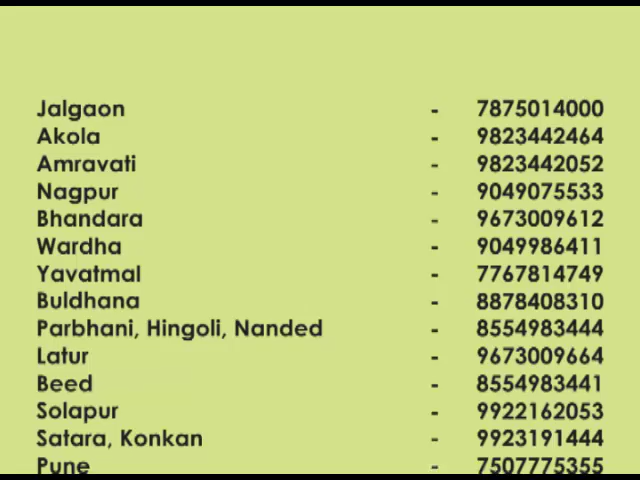 Jalgaon - 7875014000
Akola - 9823442464
Amravati - 9823442052
Nagpur - 9049075533
Bhandara - 9673009612
Wardha - 9049986411
Yavatmal - 7767814749
Buldhana - 8878408310
Parbhani, Hingoli, Nanded - 8554983444
Latur - 9673009664
Beed - 8554983441
Solapur - 9922162053
Satara, Konkan - 9923191444
Pune - 7507775355